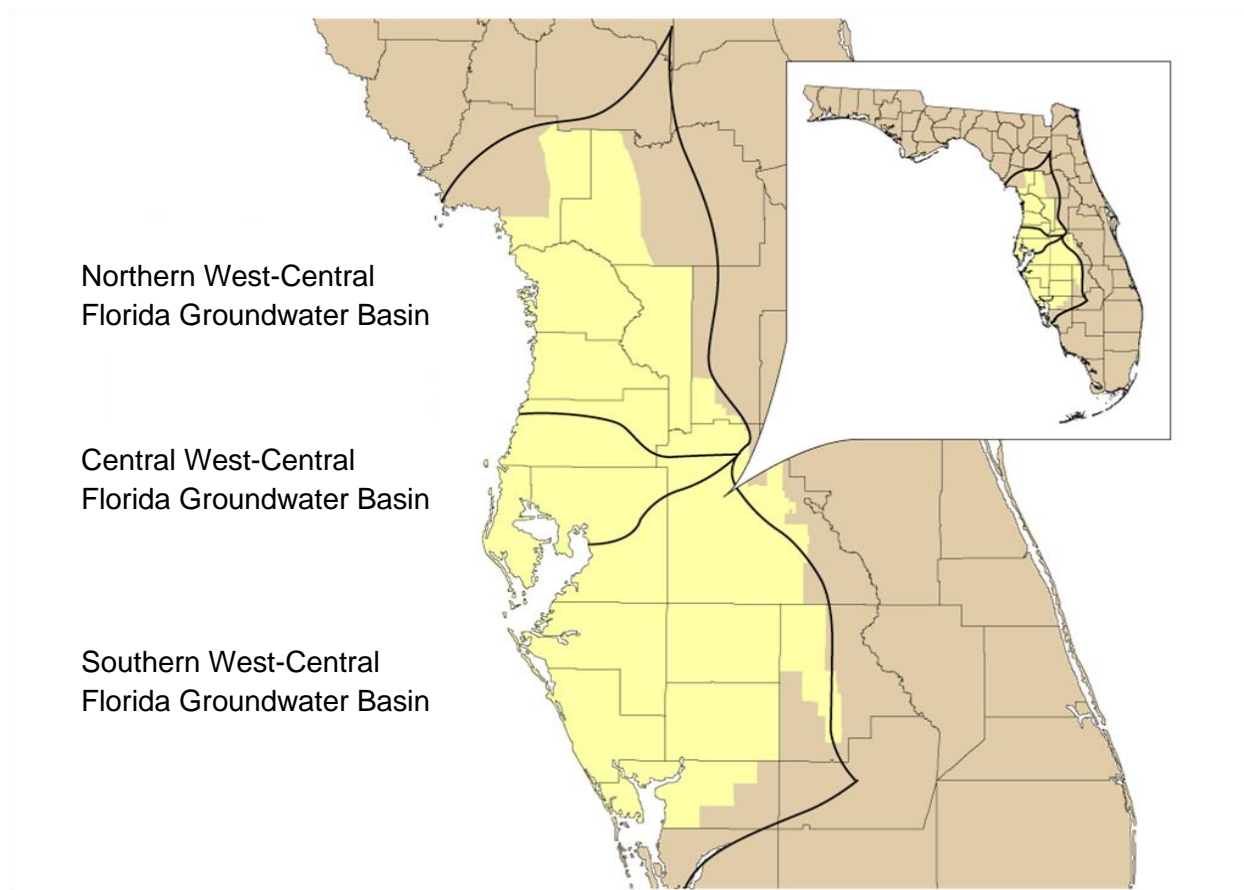 Northern West-Central
Florida Groundwater Basin
Central West-Central
Florida Groundwater Basin
Southern West-Central
Florida Groundwater Basin